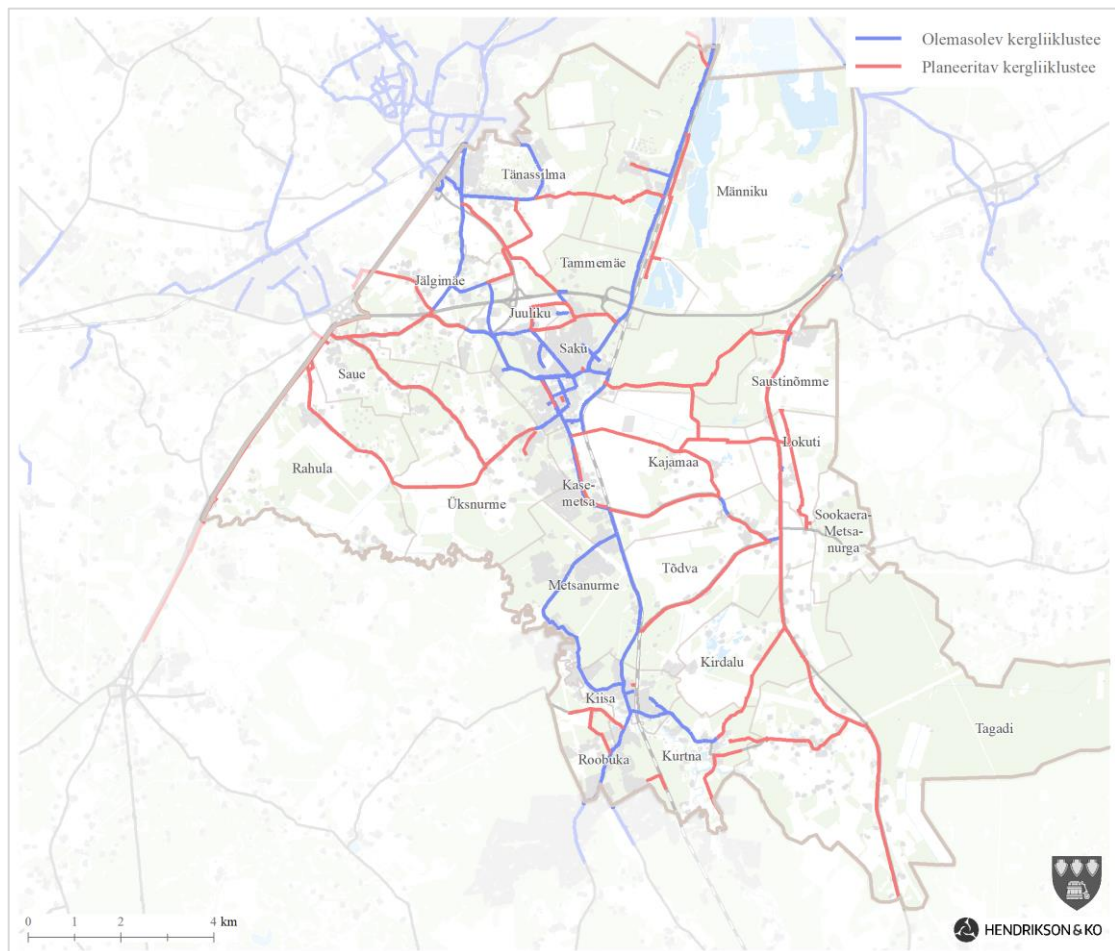 Olemasolev kergliiklustee
Planeeritav kergliiklustee
Tänassilma
Männiku
Tammemäe
Jälgimäe
Juuliku
Saku
Saue
Saustinõmme
Lokuti
Rahula
Kajamaa
Üksnurme
Kase-
metsa
Sookaera-
Metsa-
nurga
Tõdva
Metsanurme
Kirdalu
Kiisa
Tagadi
Roobuka
Kurtna
0 1 2 4 km
HENDRIKSON & KO